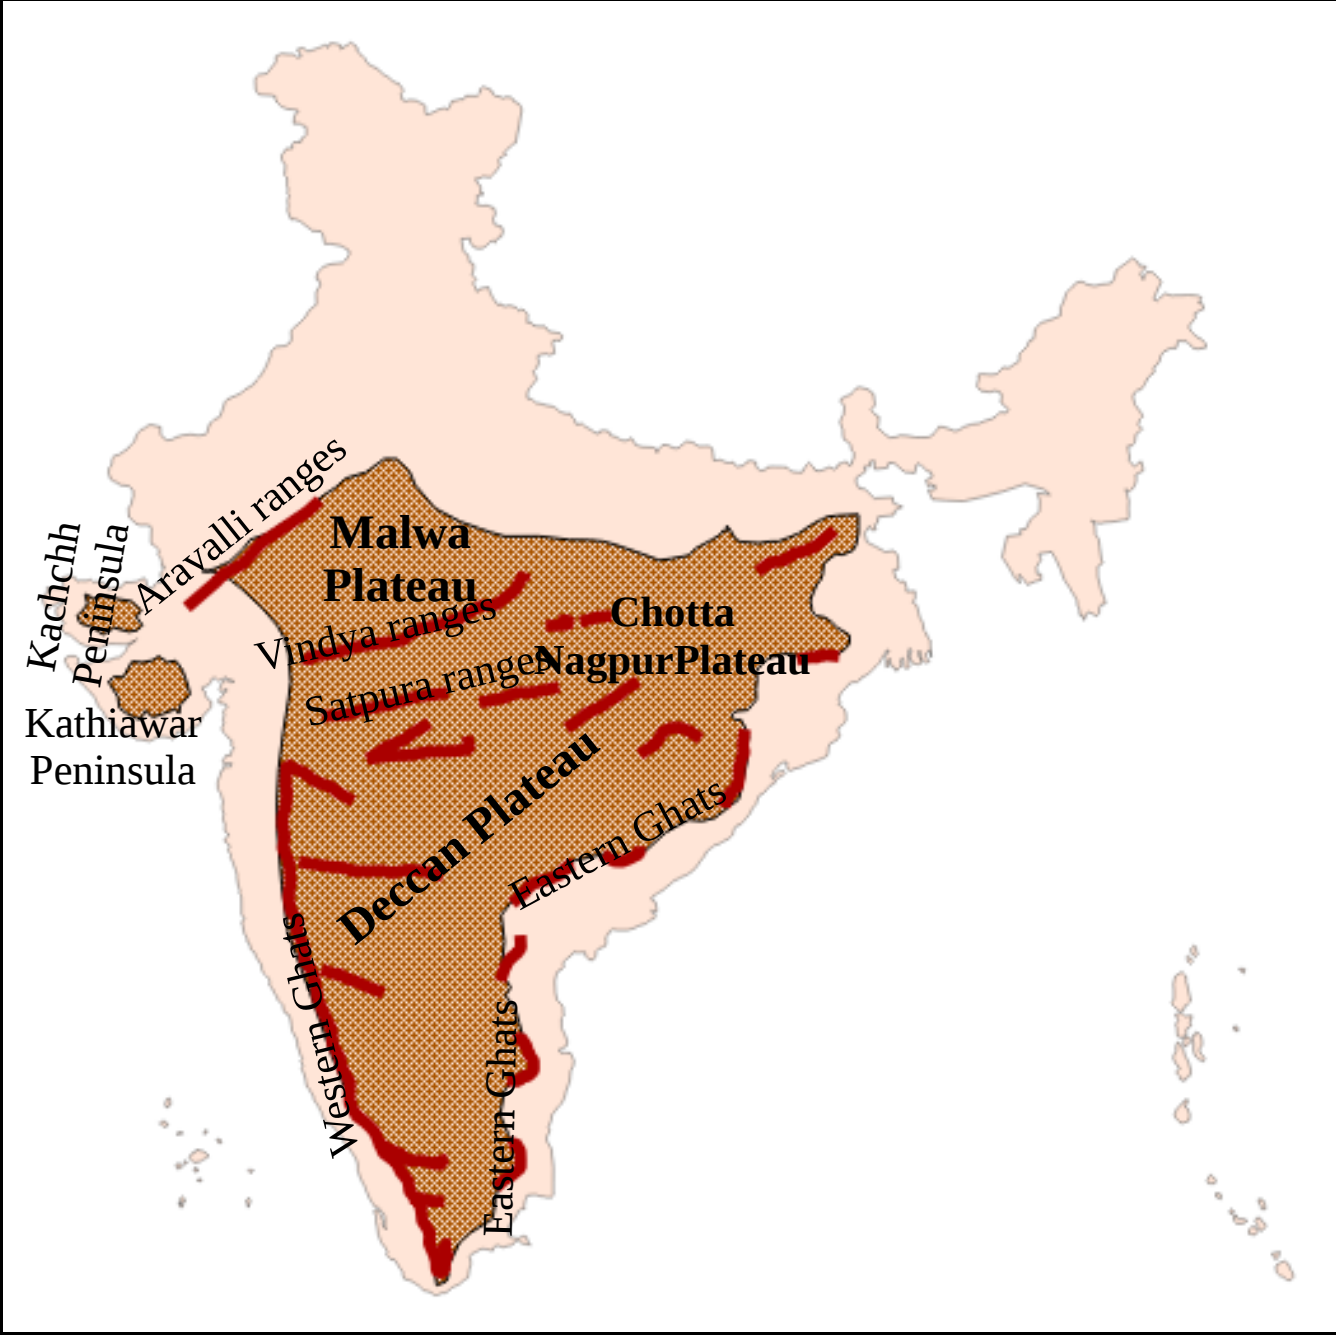 Aravalli ranges
Malwa
Plateau
Kachchh
Peninsula
Vindya ranges
Chotta
NagpurPlateau
Satpura ranges
Kathiawar
Peninsula
Deccan Plateau
Eastern Ghats
Western Ghats
Eastern Ghats